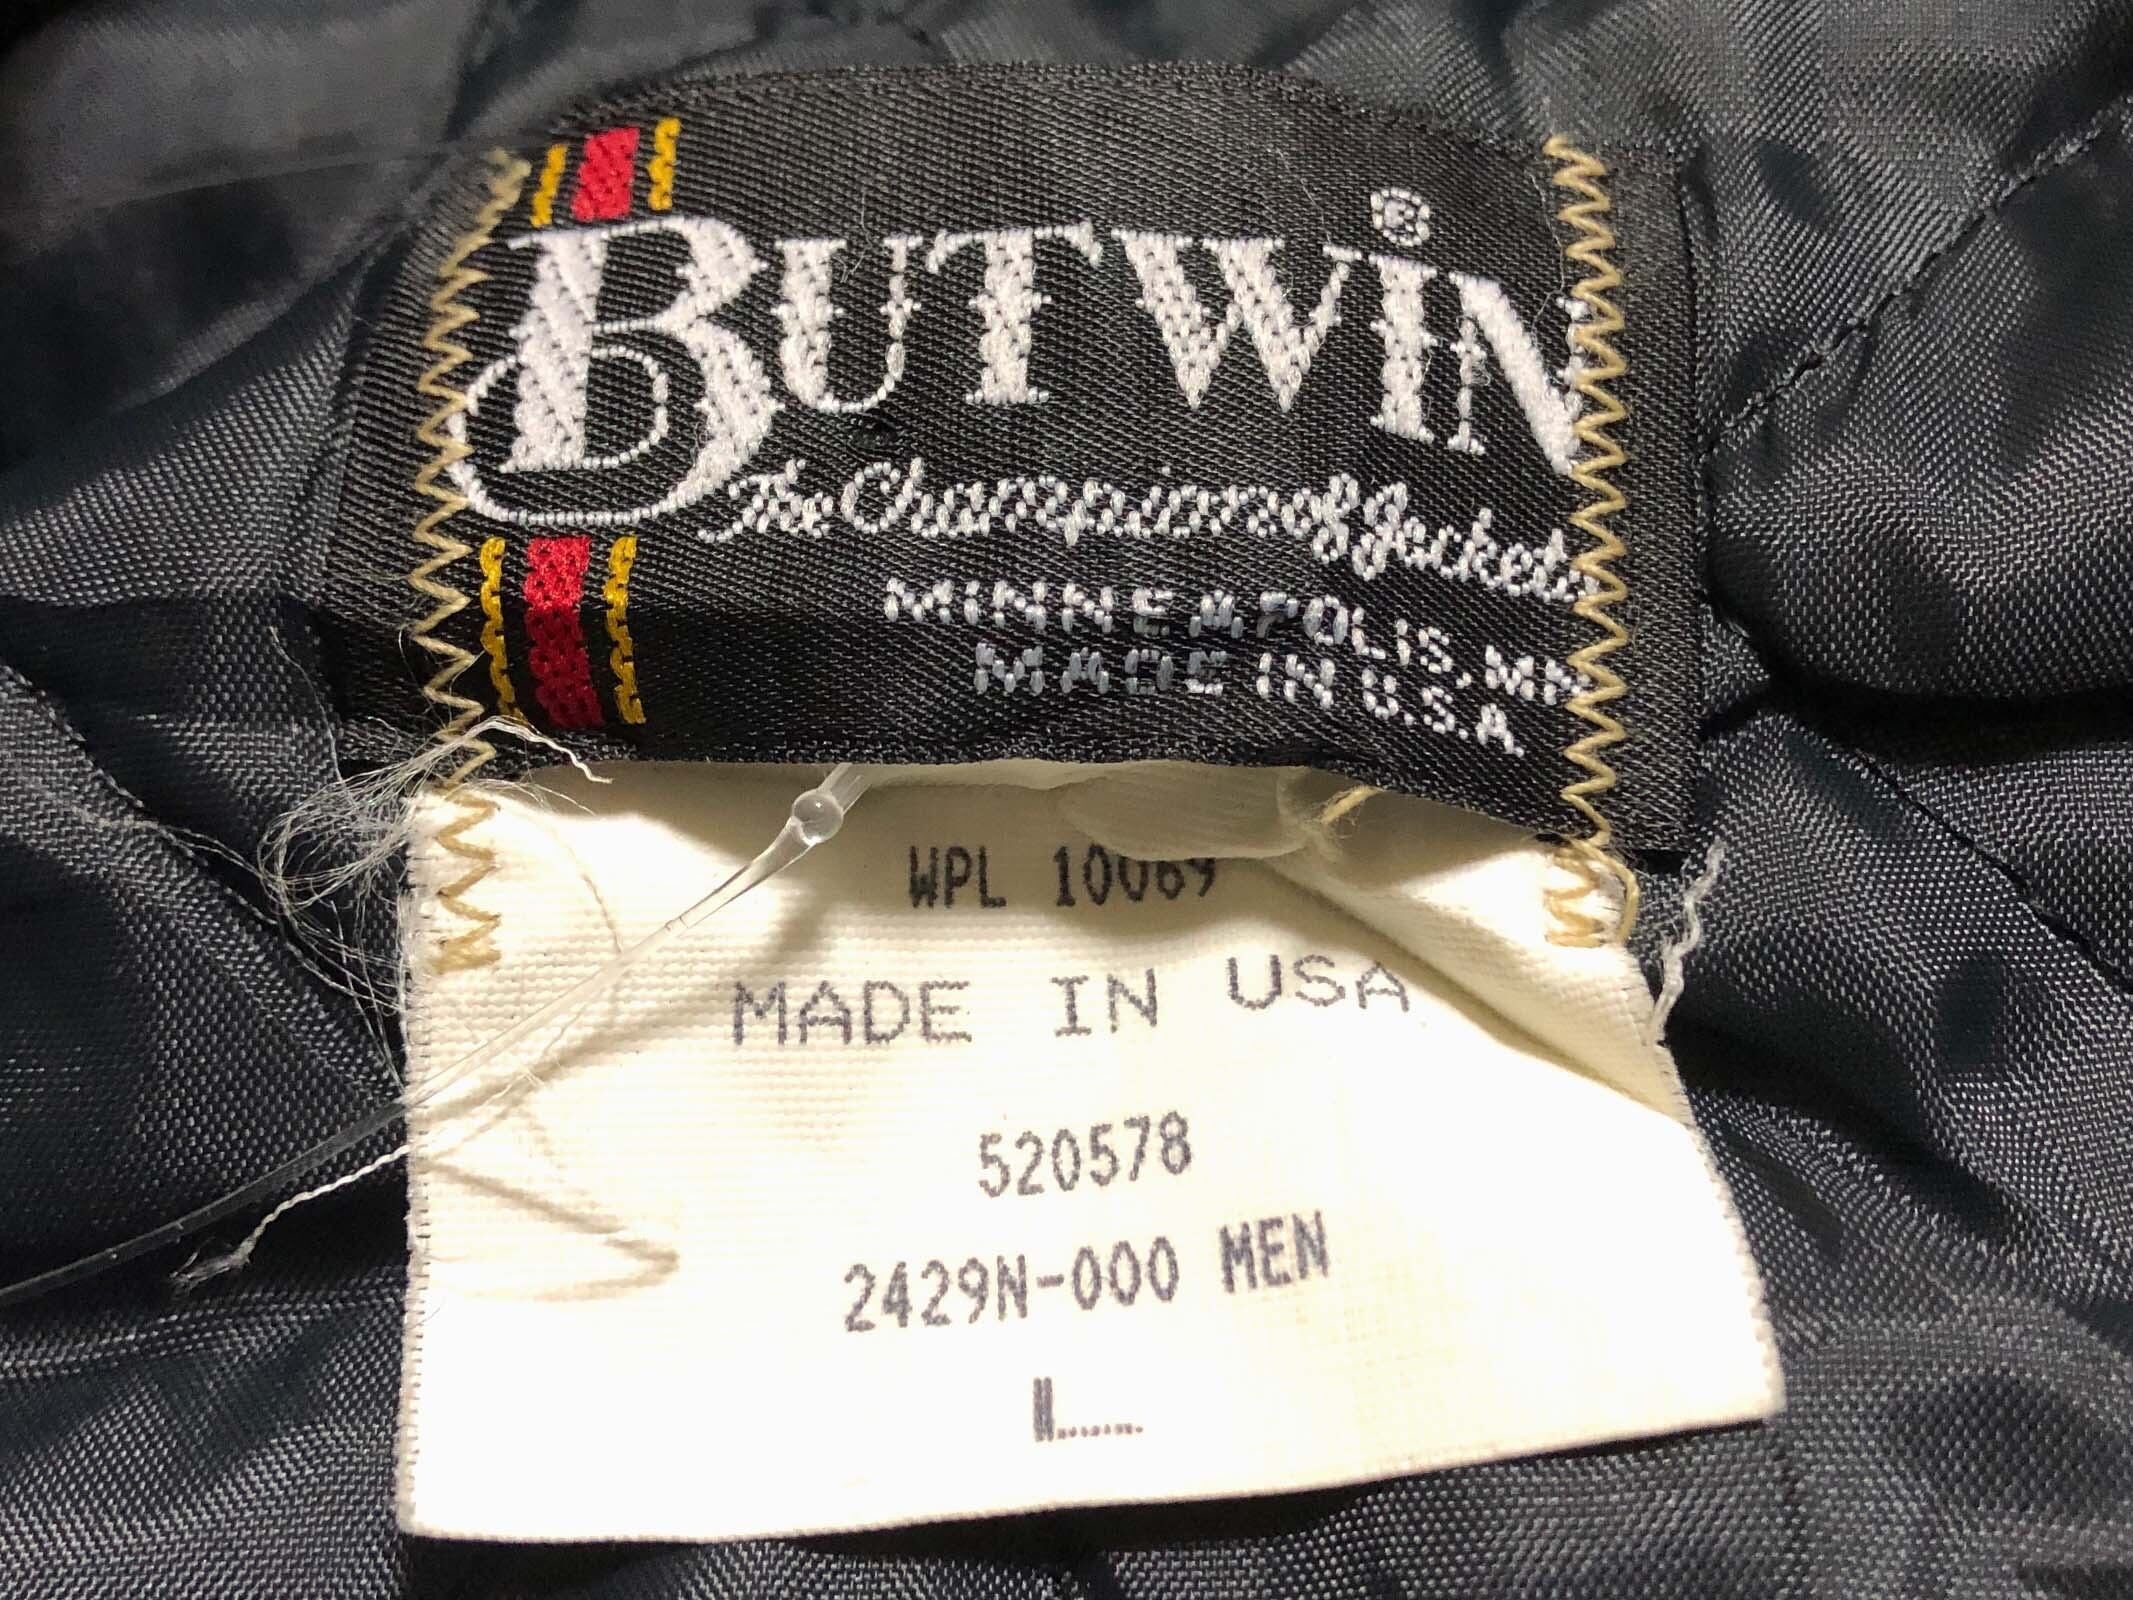 BUTWIN®
The Champion of Jackets
MINNEAPOLIS, MN
MADE IN U.S.A.
WPL 10069
MADE IN USA
520578
2429N-000 MEN
L